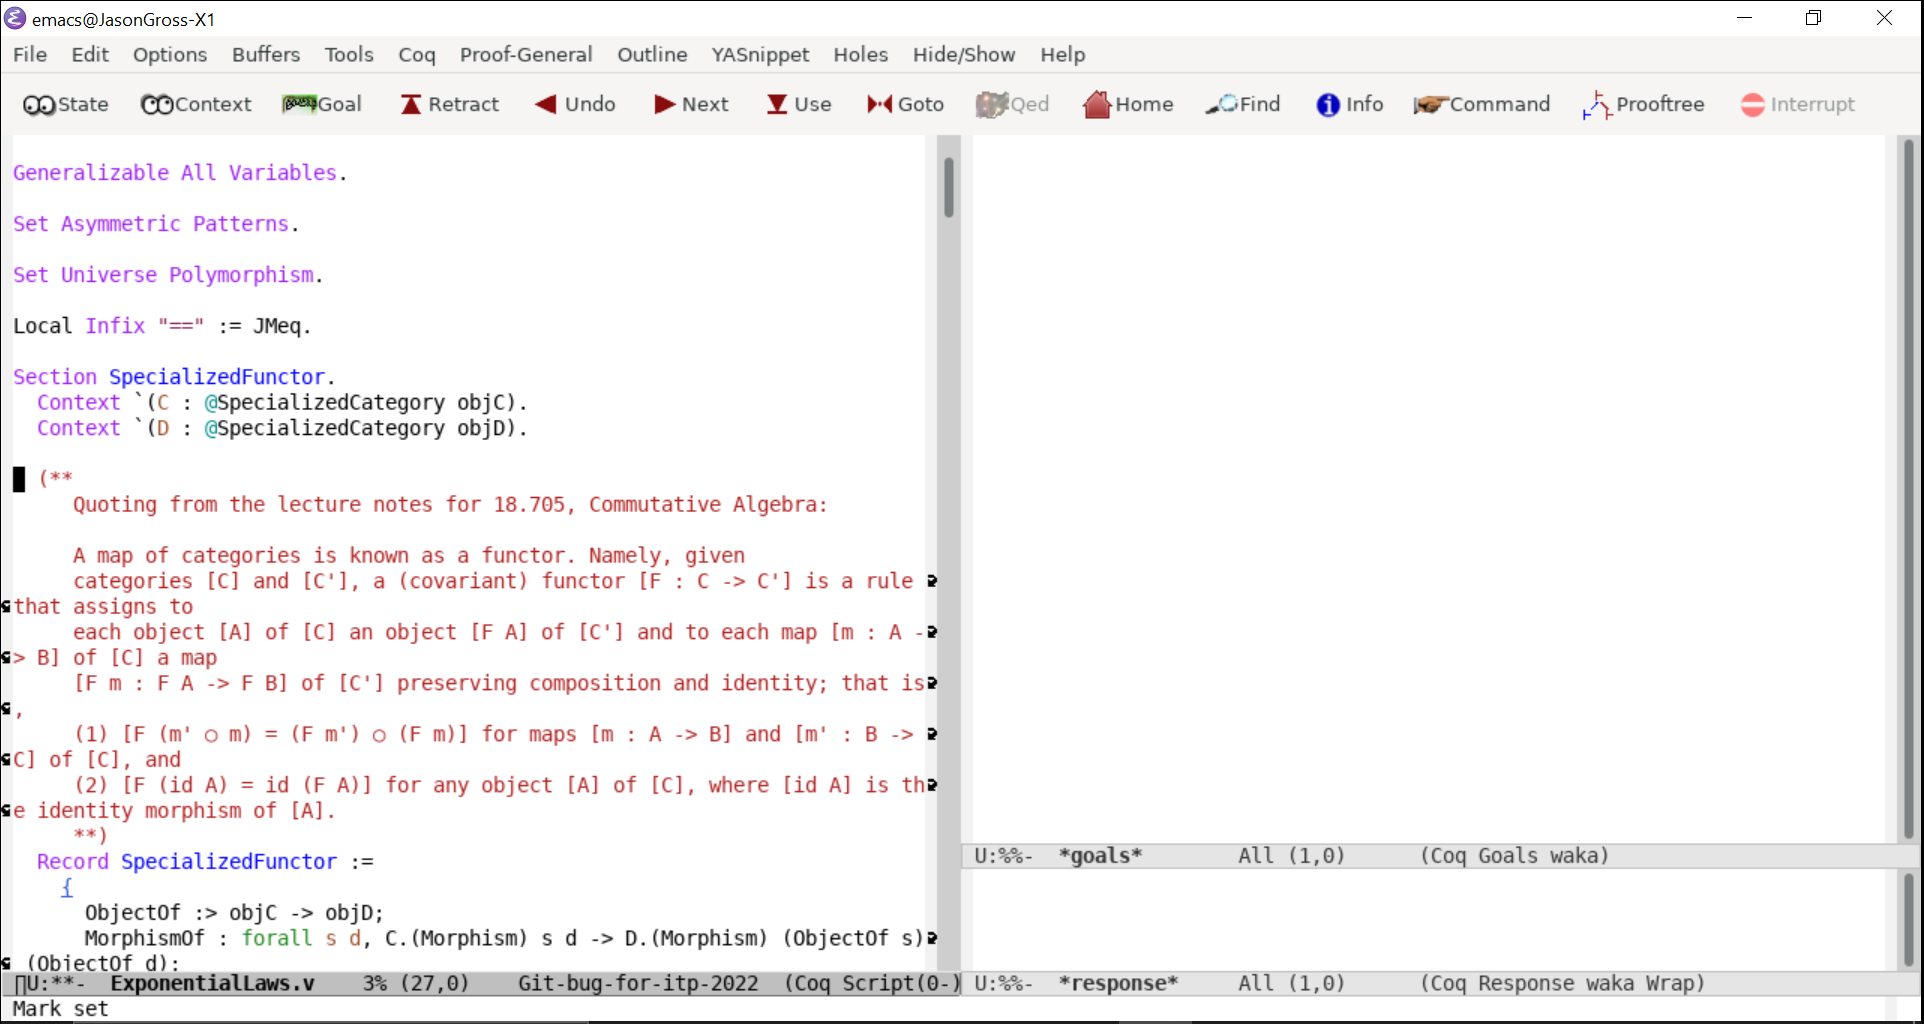 emacs@JasonGross-X1
File Edit Options Buffers Tools Coq Proof-General Outline YASnippet Holes Hide/Show Help
State Context Goal Retract Undo Next Use Goto Qed Home Find Info Command Prooftree Interrupt
Generalizable All Variables.
Set Asymmetric Patterns.
Set Universe Polymorphism.
Local Infix "==" := JMeq.
Section SpecializedFunctor.
  Context `(C : @SpecializedCategory objC).
  Context `(D : @SpecializedCategory objD).
  (**
     Quoting from the lecture notes for 18.705, Commutative Algebra:
     A map of categories is known as a functor. Namely, given
     categories [C] and [C'], a (covariant) functor [F : C -> C'] is a rule
that assigns to
     each object [A] of [C] an object [F A] of [C'] and to each map [m : A -
> B] of [C] a map
     [F m : F A -> F B] of [C'] preserving composition and identity; that is
,
     (1) [F (m' ○ m) = (F m') ○ (F m)] for maps [m : A -> B] and [m' : B ->
C] of [C], and
     (2) [F (id A) = id (F A)] for any object [A] of [C], where [id A] is th
e identity morphism of [A].
     **)
  Record SpecializedFunctor :=
    {
      ObjectOf :> objC -> objD;
      MorphismOf : forall s d, C.(Morphism) s d -> D.(Morphism) (ObjectOf s)
 (ObjectOf d);
U:**-  ExponentialLaws.v    3% (27,0)    Git-bug-for-itp-2022  (Coq Script(0-)
Mark set
U:%%-  *goals*        All (1,0)      (Coq Goals waka)
U:%%-  *response*     All (1,0)      (Coq Response waka Wrap)